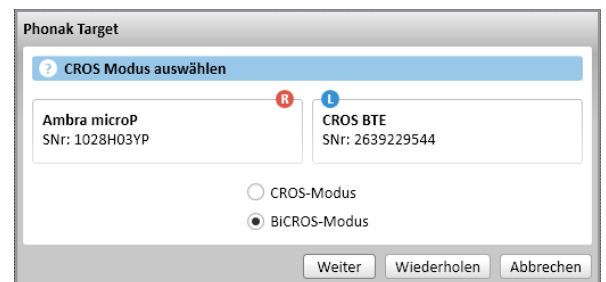 Phonak Target
? CROS Modus auswählen
R L
Ambra microP
SNr: 1028H03YP
CROS BTE
SNr: 2639229544
CROS-Modus
BiCROS-Modus
Weiter Wiederholen Abbrechen